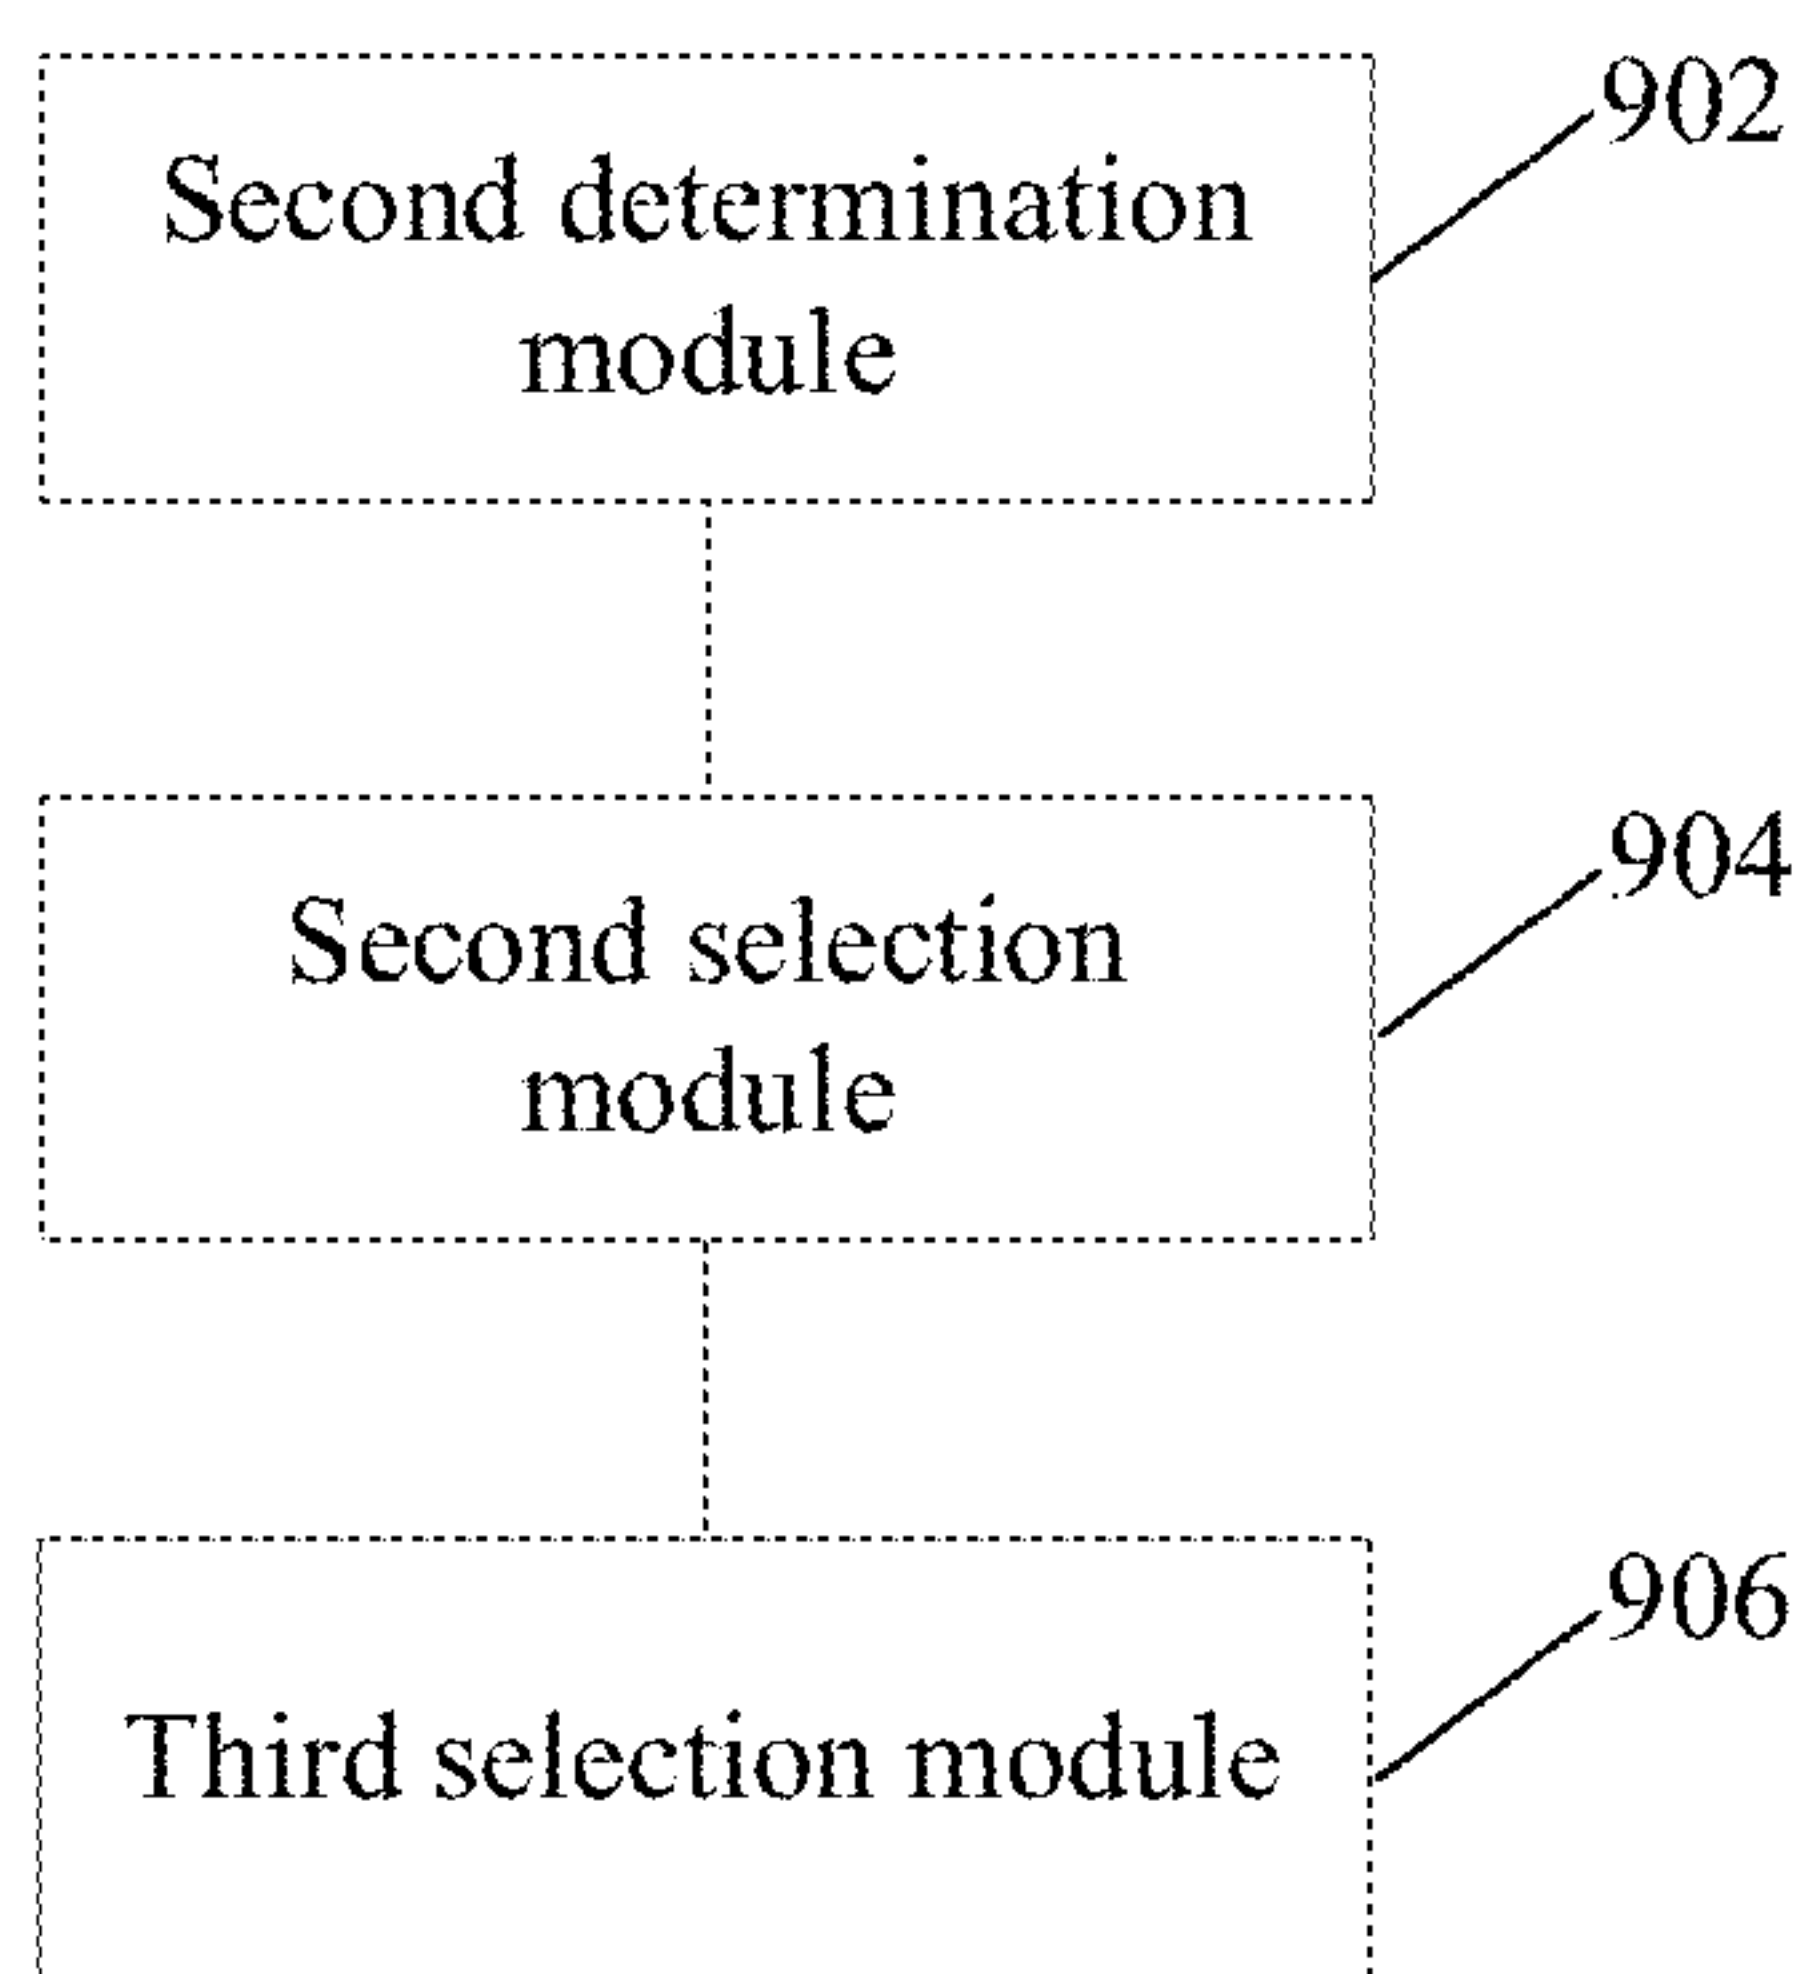 902
Second determination
module
904
Second selection
module
906
Third selection module